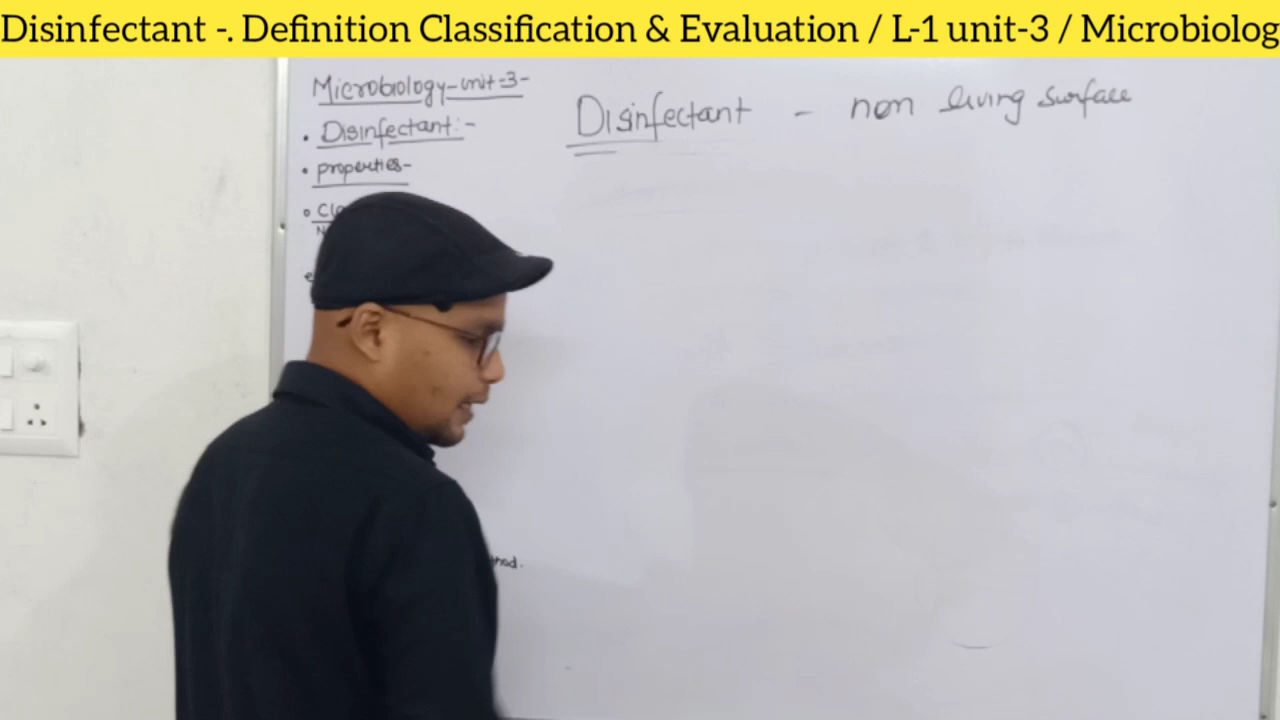 Disinfectant -. Definition Classification & Evaluation / L-1 unit-3 / Microbiolog
Microbiology-unit-3-
• Disinfectant:-
• properties-
Disinfectant - non living surface